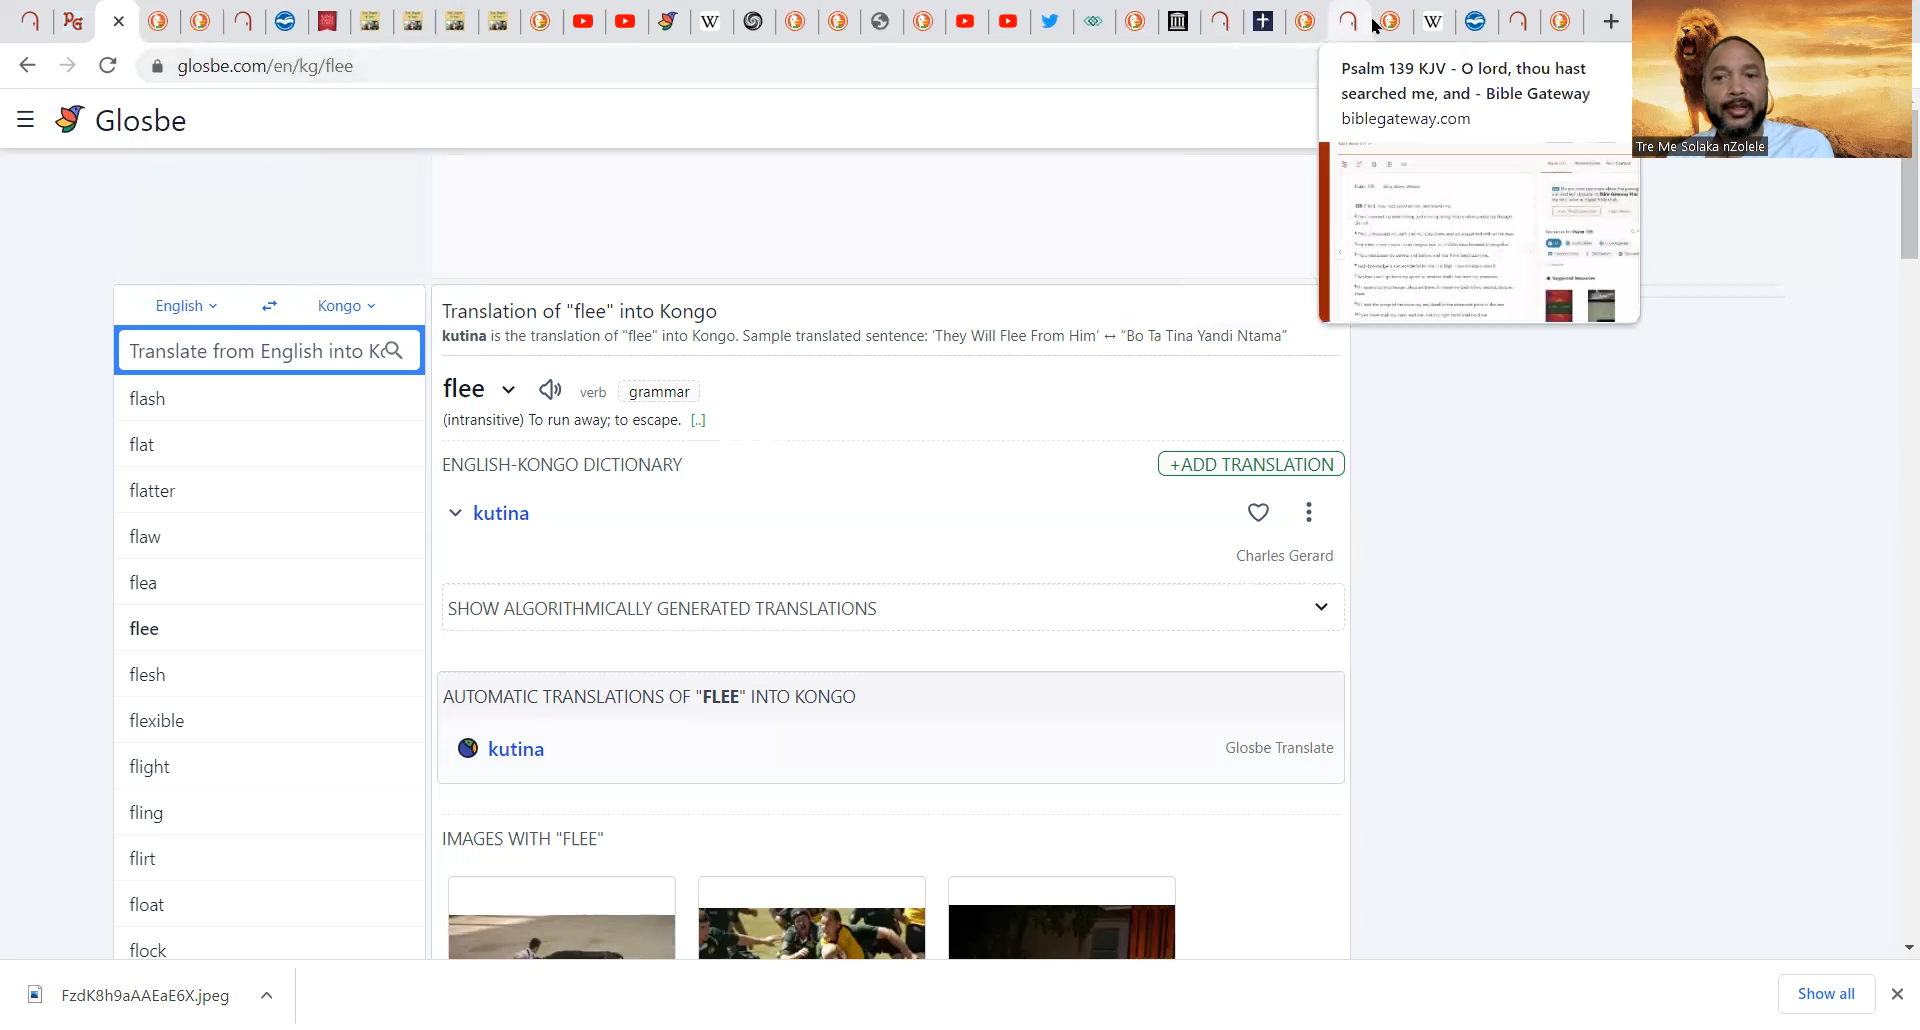 glosbe.com/en/kg/flee
Psalm 139 KJV - O lord, thou hast
searched me, and - Bible Gateway
biblegateway.com
Tre Me Solaka nZolele
Glosbe
English
Kongo
Translate from English into Ko
flash
flat
flatter
flaw
flea
flee
flesh
flexible
flight
fling
flirt
float
flock
Translation of "flee" into Kongo
kutina is the translation of "flee" into Kongo. Sample translated sentence: ‘They Will Flee From Him’ ↔ “Bo Ta Tina Yandi Ntama”
flee verb grammar
(intransitive) To run away; to escape. [..]
ENGLISH-KONGO DICTIONARY
+ADD TRANSLATION
kutina
Charles Gerard
SHOW ALGORITHMICALLY GENERATED TRANSLATIONS
AUTOMATIC TRANSLATIONS OF "FLEE" INTO KONGO
kutina
Glosbe Translate
IMAGES WITH "FLEE"
FzdK8h9aAAEaE6X.jpeg
Show all